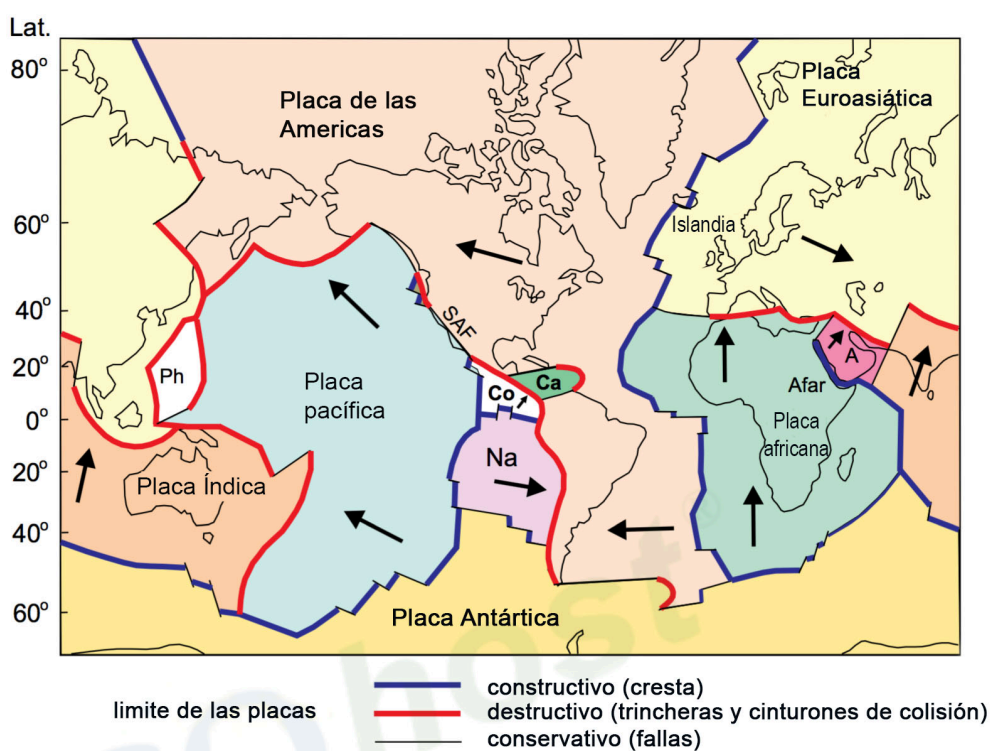 Lat.
80º
60º
40º
20º
0º
20º
40º
60º
Placa de las
Americas
Placa
Euroasiática
Islandia
SAF
Ph
Placa
pacífica
Co
Ca
Na
Afar
A
Placa
africana
Placa Índica
Placa Antártica
host
®
limite de las placas
constructivo (cresta)
destructivo (trincheras y cinturones de colisión)
conservativo (fallas)